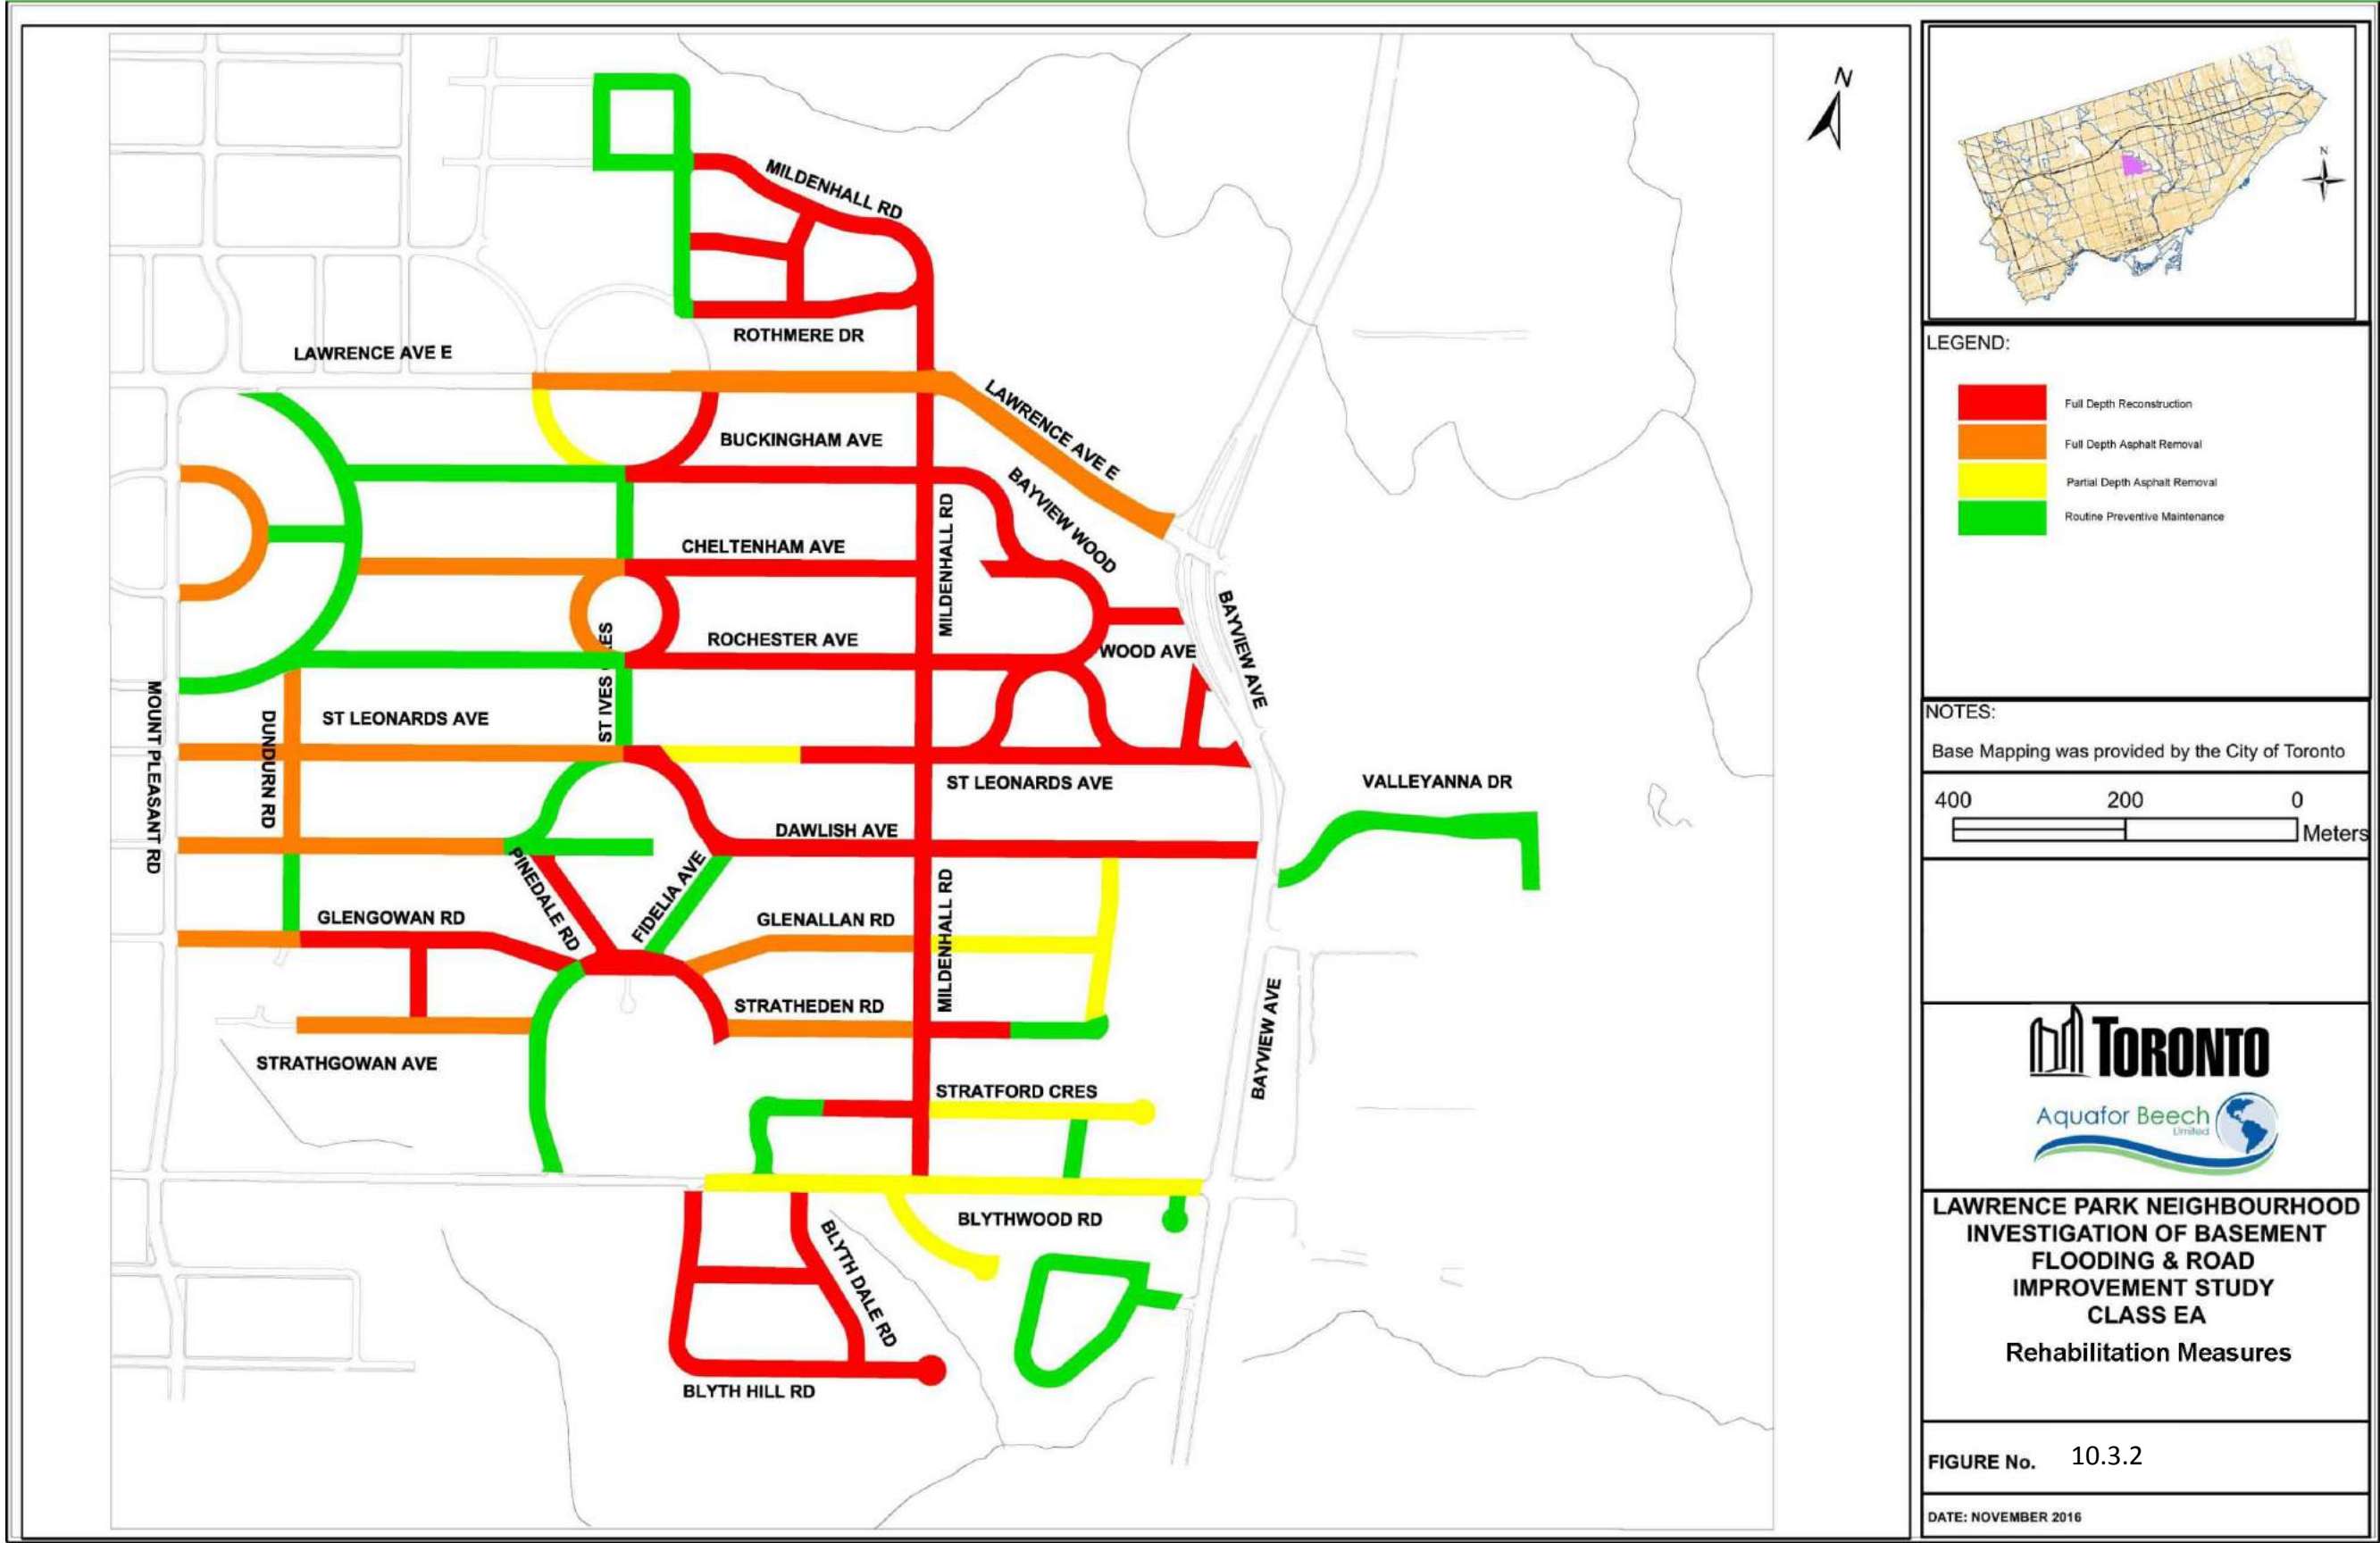 N
MILDENHALL RD
ROTHMERE DR
LAWRENCE AVE E
LAWRENCE AVE E
BUCKINGHAM AVE
BAYVIEW WOOD
MILDENHALL RD
CHELTENHAM AVE
BAYVIEW AVE
ROCHESTER AVE
WOOD AVE
ST IVES
MOUNT PLEASANT RD
DUNDURN RD
ST LEONARDS AVE
ST LEONARDS AVE
VALLEYANNA DR
DAWLISH AVE
PINEDALE RD
FIDELIA AVE
MILDENHALL RD
GLENGOWAN RD
GLENALLAN RD
STRATHEDEN RD
BAYVIEW AVE
STRATHGOWAN AVE
STRATFORD CRES
BLYTHWOOD RD
BLYTH DALE RD
BLYTH HILL RD
N
LEGEND:
Full Depth Reconstruction
Full Depth Asphalt Removal
Partial Depth Asphalt Removal
Routine Preventive Maintenance
NOTES:
Base Mapping was provided by the City of Toronto
400 200 0
Meters
TORONTO
Aquafor Beech
Limited
LAWRENCE PARK NEIGHBOURHOOD
INVESTIGATION OF BASEMENT
FLOODING & ROAD
IMPROVEMENT STUDY
CLASS EA
Rehabilitation Measures
FIGURE No. 10.3.2
DATE: NOVEMBER 2016